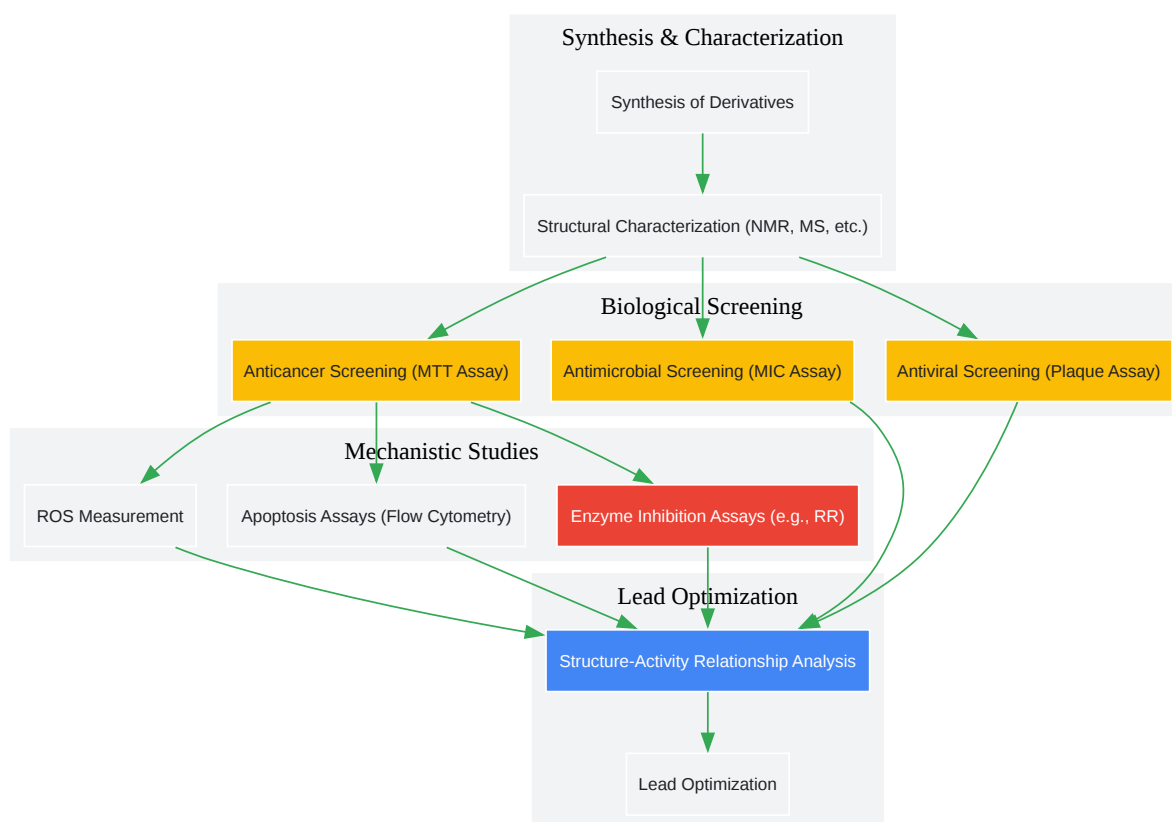 Synthesis & Characterization
Synthesis of Derivatives
Structural Characterization (NMR, MS, etc.)
Biological Screening
Anticancer Screening (MTT Assay)
Antimicrobial Screening (MIC Assay)
Antiviral Screening (Plaque Assay)
Mechanistic Studies
ROS Measurement
Apoptosis Assays (Flow Cytometry)
Enzyme Inhibition Assays (e.g., RR)
Lead Optimization
Structure-Activity Relationship Analysis
Lead Optimization